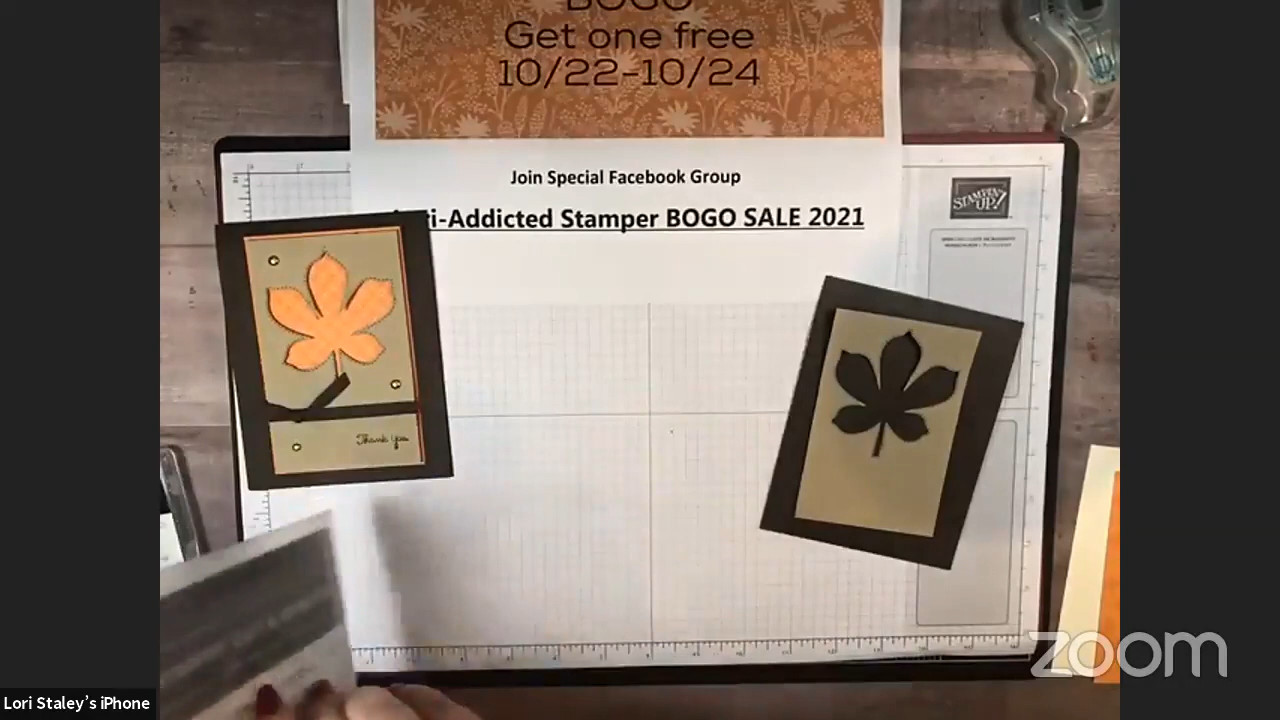 BOGO
Get one free
10/22-10/24
Join Special Facebook Group
-Addicted Stamper BOGO SALE 2021
STAMPIN' UP!
Thank you
zoom
Lori Staley's iPhone